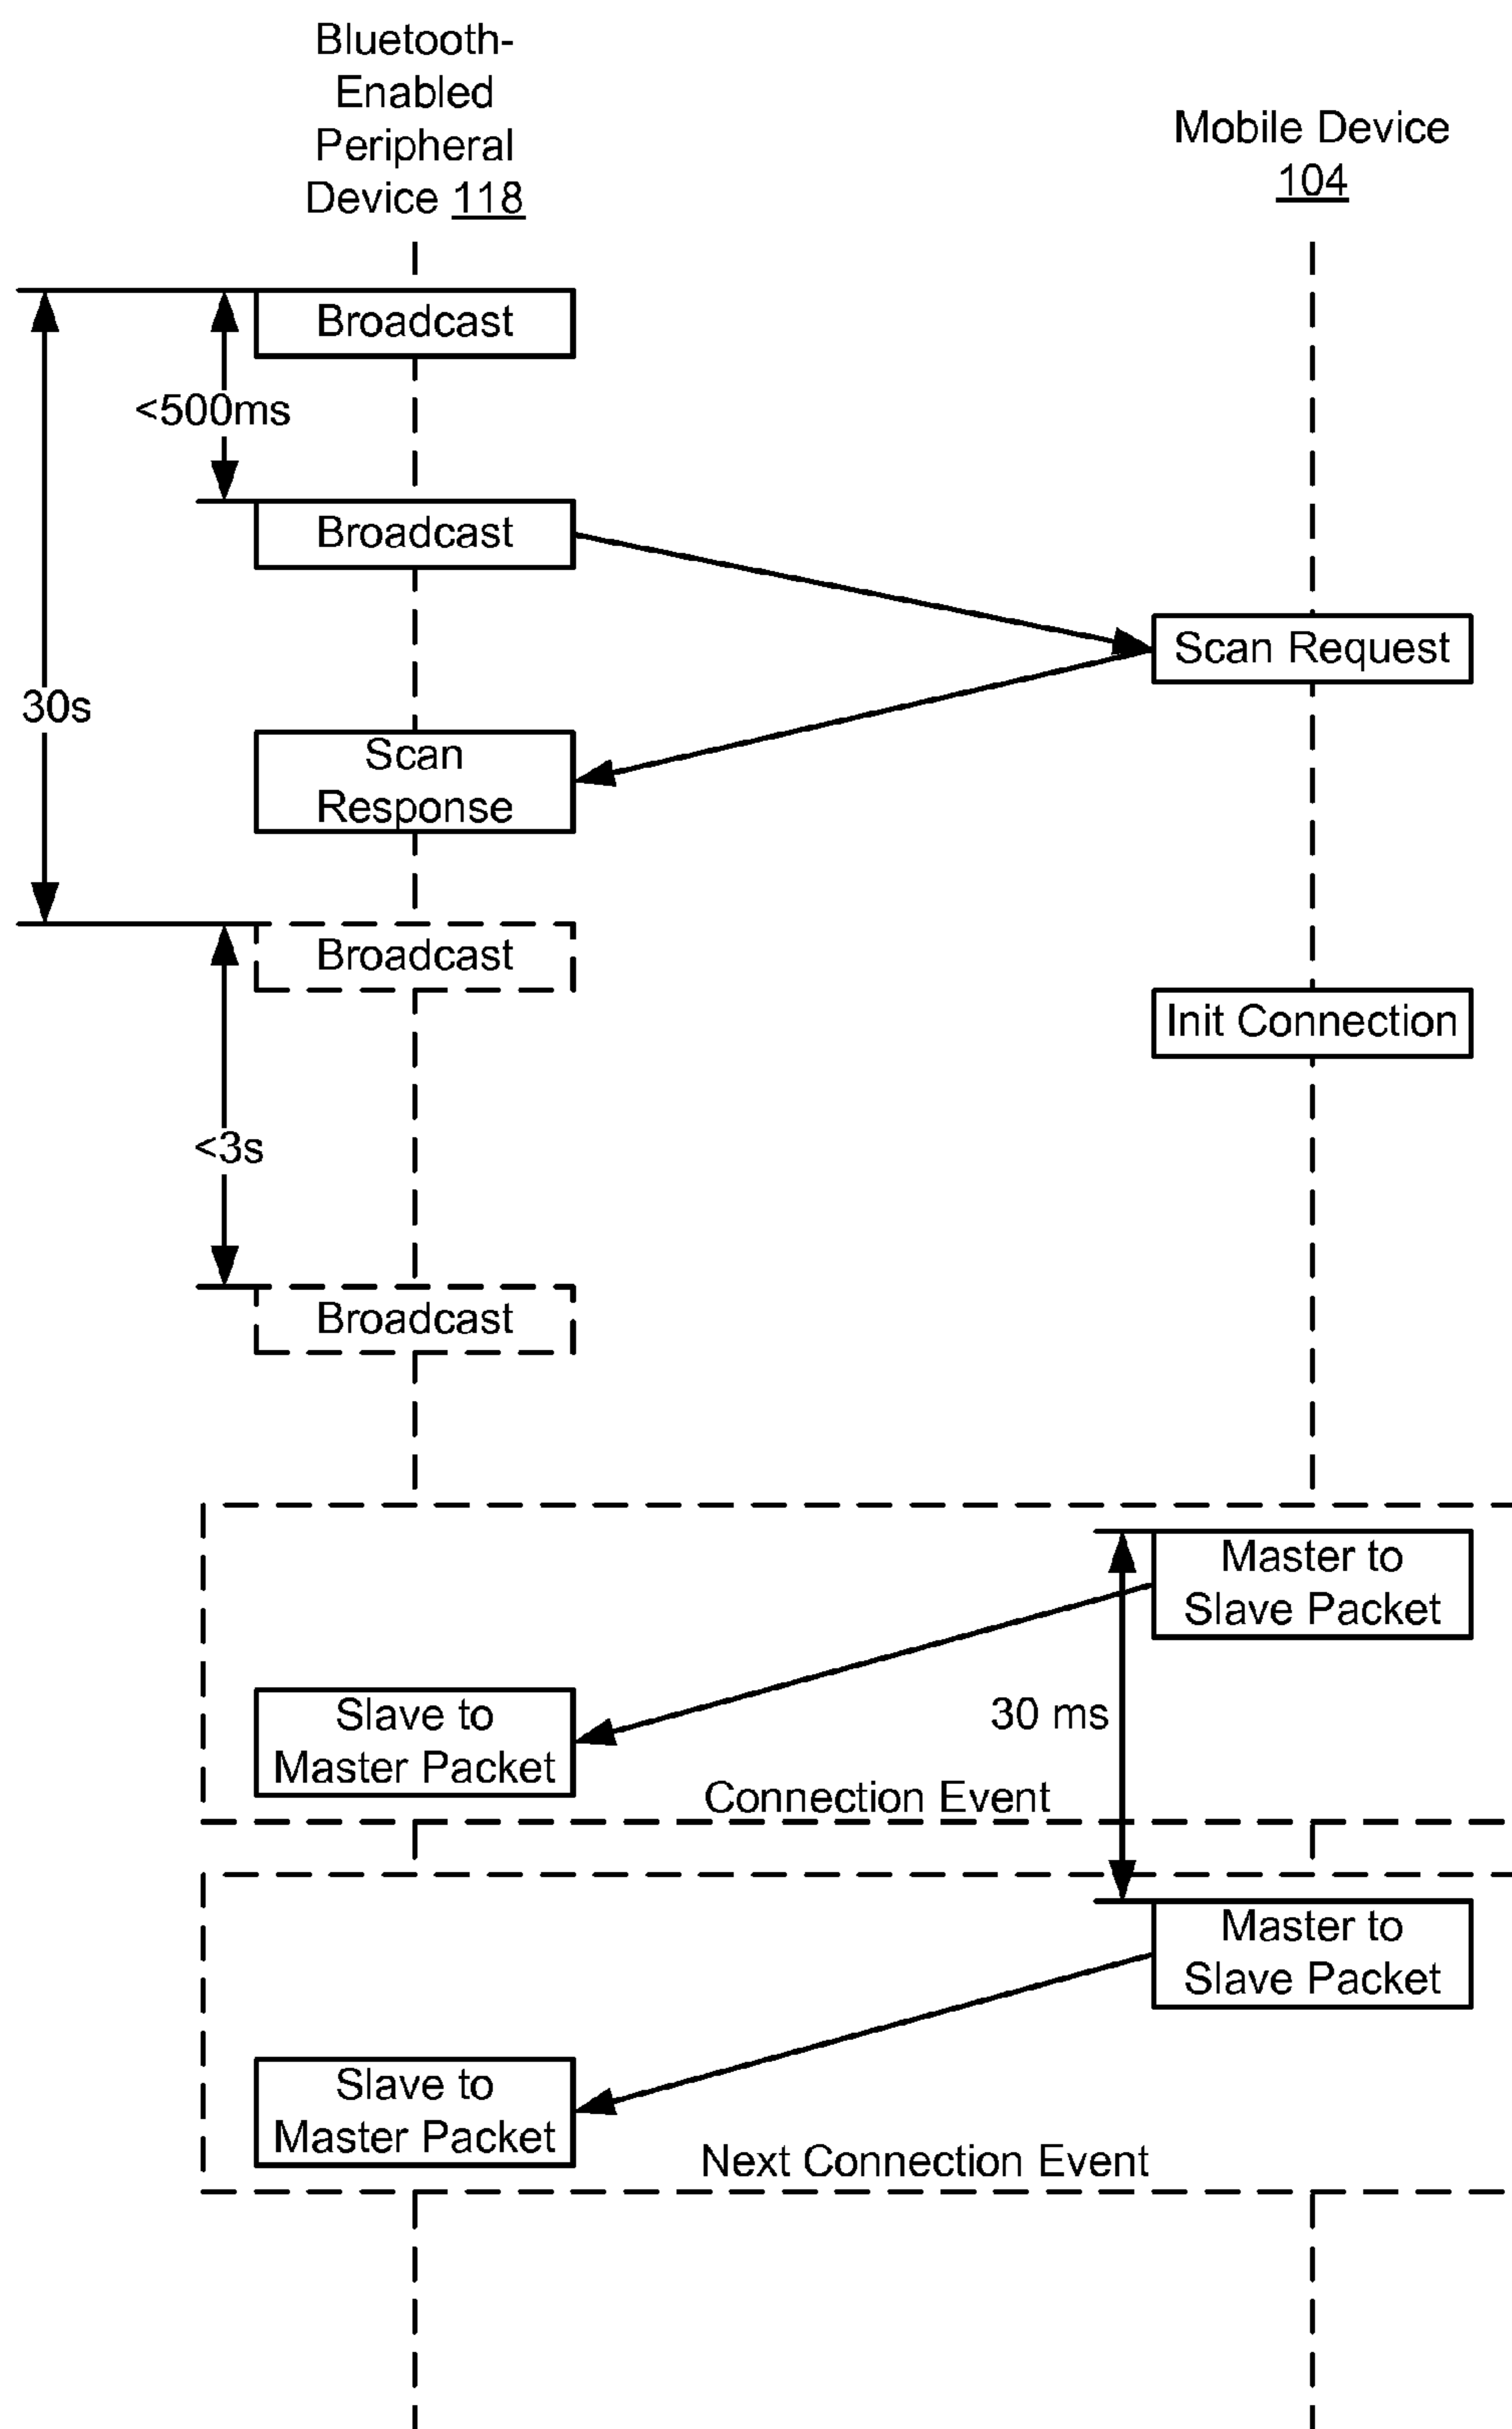 Bluetooth-
Enabled
Peripheral
Device 118
Mobile Device
104
Broadcast
<500ms
Broadcast
Scan Request
30s
Scan
Response
Broadcast
Init Connection
<3s
Broadcast
Master to
Slave Packet
Slave to
Master Packet
30 ms
Connection Event
Master to
Slave Packet
Slave to
Master Packet
Next Connection Event